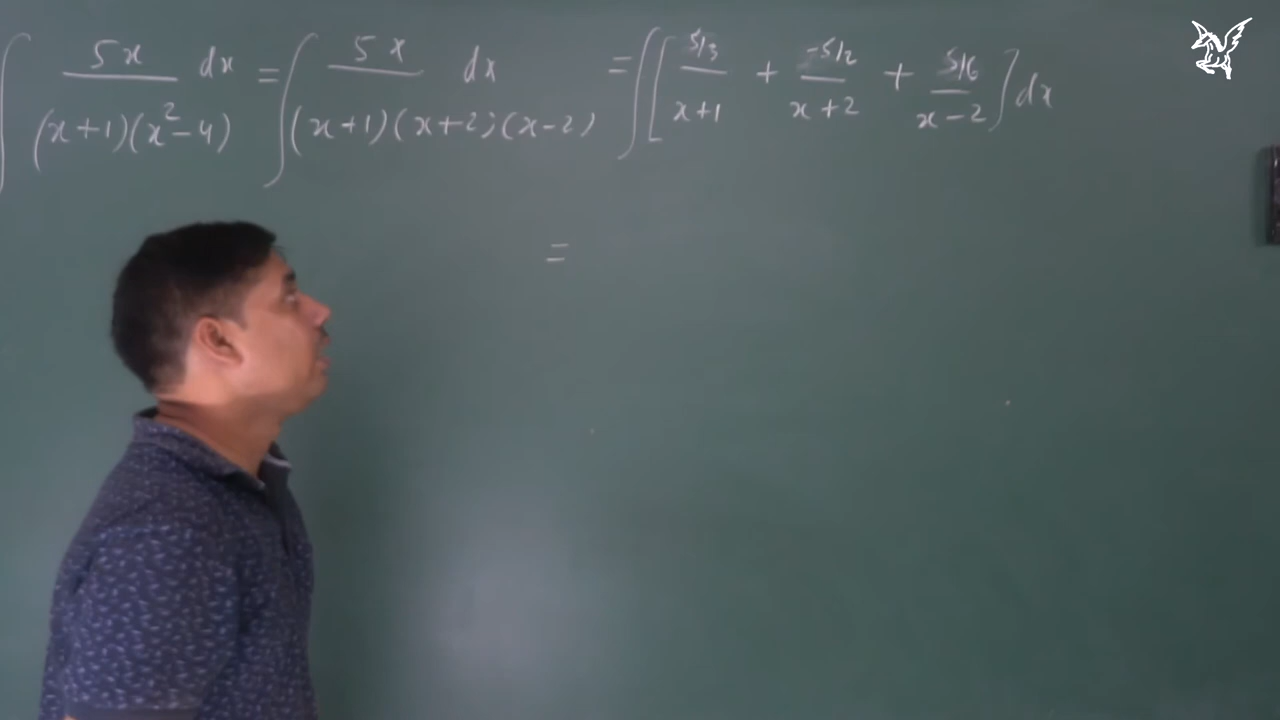 ∫ 5x / (x+1)(x²-4) dx = ∫ 5x / (x+1)(x+2)(x-2) dx = ∫ [ 5/3 / x+1 + -5/2 / x+2 + 5/6 / x-2 ] dx
=